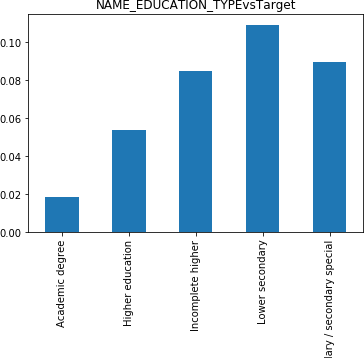 NAME_EDUCATION_TYPEvsTarget
0.10
0.08
0.06
0.04
0.02
0.00
Academic degree
Higher education
Incomplete higher
Lower secondary
/ secondary special